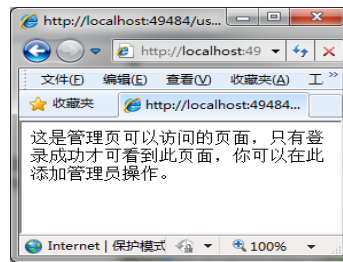 http://localhost:49484/us...
http://localhost:49
文件(F) 编辑(E) 查看(V) 收藏夹(A) 工 »
收藏夹 http://localhost:49484...
这是管理页可以访问的页面，只有登
录成功才可看到此页面，你可以在此
添加管理员操作。
Internet | 保护模式 100%